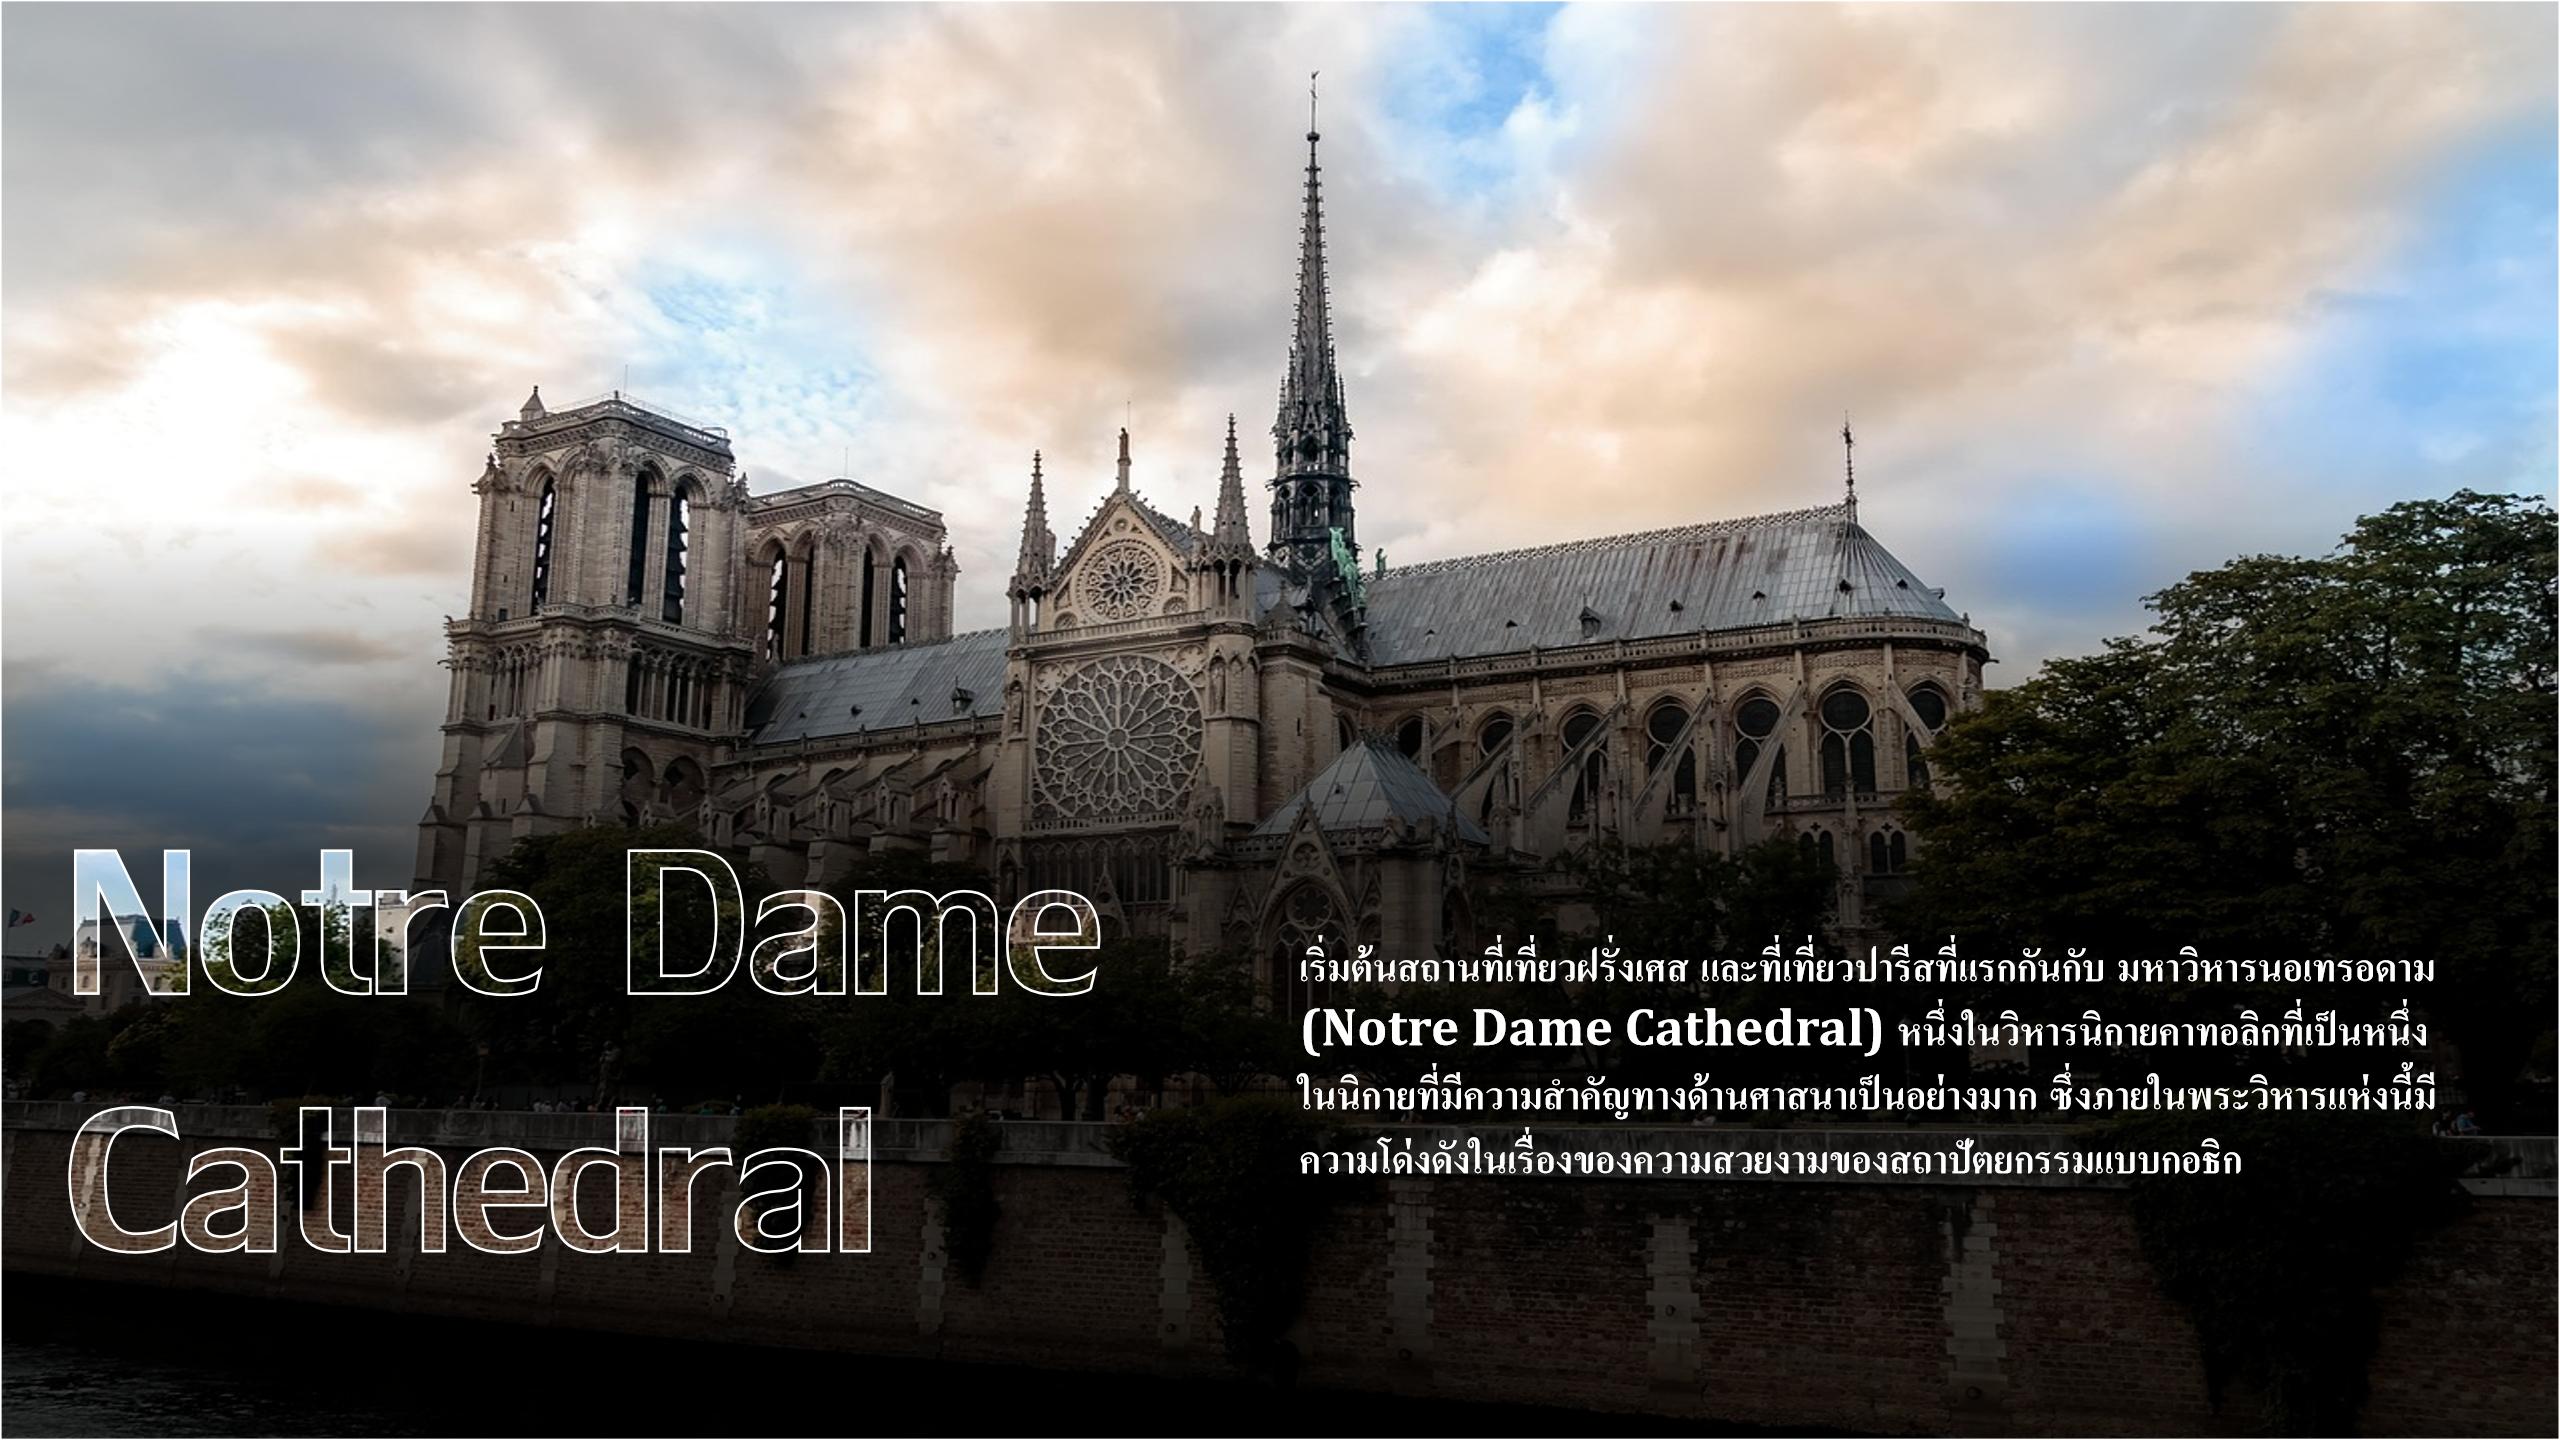 Notre Dame
Cathedral
เริ่มต้นสถานที่เที่ยวฝรั่งเศส และที่เที่ยวปารีสที่แรกกันกับ มหาวิหารนอเทรอดาม
(Notre Dame Cathedral) หนึ่งในวิหารนิกายคาทอลิกที่เป็นหนึ่ง
ในนิกายที่มีความสำคัญทางด้านศาสนาเป็นอย่างมาก ซึ่งภายในพระวิหารแห่งนี้มี
ความโด่งดังในเรื่องของความสวยงามของสถาปัตยกรรมแบบกอธิก